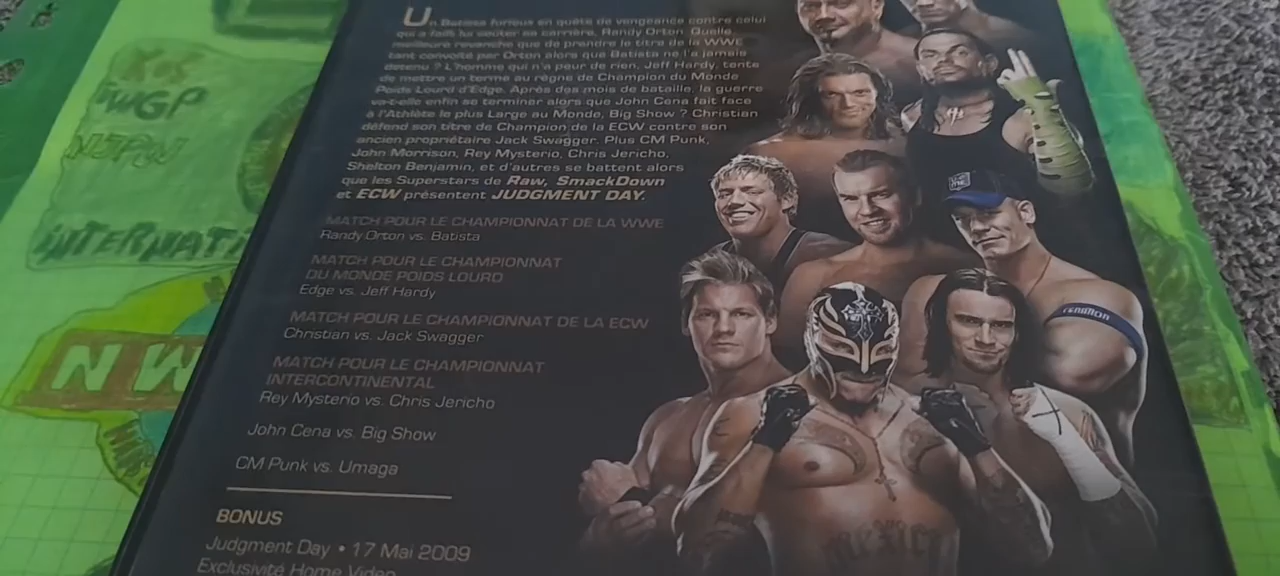 Un Batista furieux en quête de vengeance contre celui
qui a failli lui coûter sa carrière, Randy Orton. Quelle
meilleure revanche que de prendre le titre de la WWE
tant convoité par Orton alors que Batista ne l'a jamais
détenu ? L'homme qui n'a peur de rien, Jeff Hardy, tente
de mettre un terme au règne de Champion du Monde
Poids Lourd d'Edge. Après des mois de bataille, la guerre
va-t-elle enfin se terminer alors que John Cena fait face
à l'Athlète le plus Large au Monde, Big Show ? Christian
défend son titre de Champion de la ECW contre son
ancien propriétaire Jack Swagger. Plus CM Punk,
John Morrison, Rey Mysterio, Chris Jericho,
Shelton Benjamin, et d'autres se battent alors
que les Superstars de Raw, SmackDown
et ECW présentent JUDGMENT DAY.
MATCH POUR LE CHAMPIONNAT DE LA WWE
Randy Orton vs. Batista
MATCH POUR LE CHAMPIONNAT
DU MONDE POIDS LOURD
Edge vs. Jeff Hardy
MATCH POUR LE CHAMPIONNAT DE LA ECW
Christian vs. Jack Swagger
MATCH POUR LE CHAMPIONNAT
INTERCONTINENTAL
Rey Mysterio vs. Chris Jericho
John Cena vs. Big Show
CM Punk vs. Umaga
BONUS
Judgment Day • 17 Mai 2009
Exclusivité Home Video
IWGP
NJPW
NW